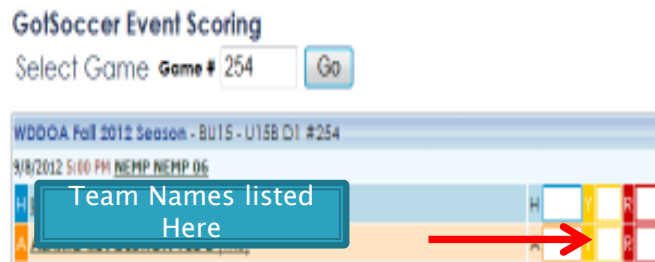 GotSoccer Event Scoring
Select Game Game # 254 Go
WDDOA Fall 2012 Season - BU15 - U15B D1 #254
9/8/2012 5:00 PM NEMP NEMP 06
H Team Names listed H Y R
Here
A A Y R